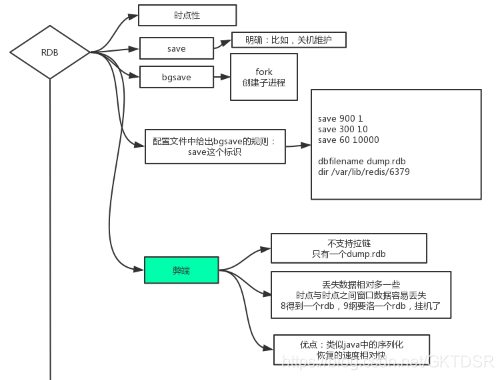 RDB
时点性
save
明确：比如，关机维护
bgsave
fork
创建子进程
配置文件中给出bgsave的规则：
save这个标识
save 900 1
save 300 10
save 60 10000
dbfilename dump.rdb
dir /var/lib/redis/6379
弊端
不支持拉链
只有一个dump.rdb
丢失数据相对多一些
时点与时点之间窗口数据容易丢失
8得到一个rdb，9纲要洛一个rdb，挂机了
优点：类似java中的序列化
恢复的速度相对快